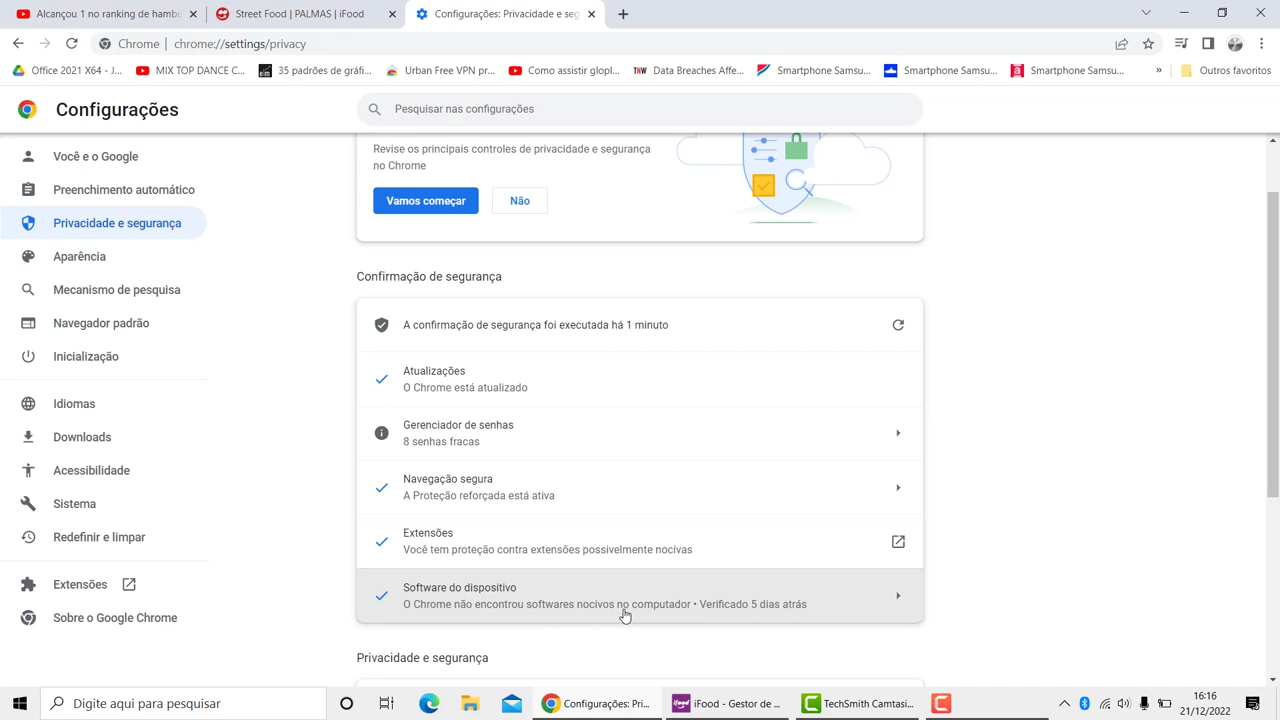 Alcançou 1 no ranking de hambu
Street Food | PALMAS | iFood
Configurações: Privacidade e seg
Chrome | chrome://settings/privacy
Office 2021 X64 - J...
MIX TOP DANCE C...
35 padrões de gráfi...
Urban Free VPN pr...
Como assistir glopl...
Data Breaches Affe...
Smartphone Samsu...
Smartphone Samsu...
Smartphone Samsu...
»
Outros favoritos
Configurações
Pesquisar nas configurações
Você e o Google
Preenchimento automático
Privacidade e segurança
Aparência
Mecanismo de pesquisa
Navegador padrão
Inicialização
Idiomas
Downloads
Acessibilidade
Sistema
Redefinir e limpar
Extensões
Sobre o Google Chrome
Revise os principais controles de privacidade e segurança
no Chrome
Vamos começar
Não
Confirmação de segurança
A confirmação de segurança foi executada há 1 minuto
Atualizações
O Chrome está atualizado
Gerenciador de senhas
8 senhas fracas
Navegação segura
A Proteção reforçada está ativa
Extensões
Você tem proteção contra extensões possivelmente nocivas
Software do dispositivo
O Chrome não encontrou softwares nocivos no computador • Verificado 5 dias atrás
Privacidade e segurança
Digite aqui para pesquisar
Configurações: Pri...
iFood - Gestor de ...
TechSmith Camtasi...
16:16
21/12/2022